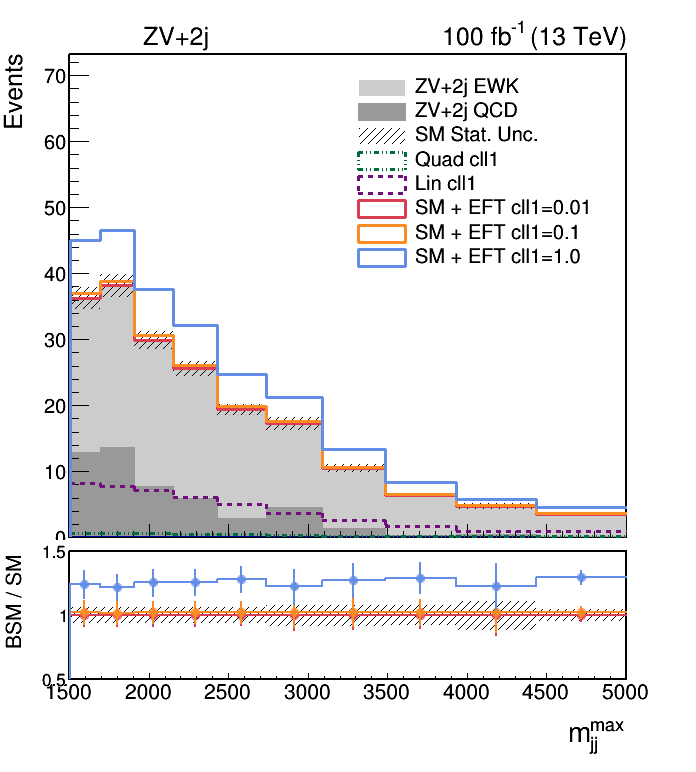 ZV+2j 100 fb-1 (13 TeV)
Events
70
60
50
40
30
20
10
0
ZV+2j EWK
ZV+2j QCD
SM Stat. Unc.
Quad cll1
Lin cll1
SM + EFT cll1=0.01
SM + EFT cll1=0.1
SM + EFT cll1=1.0
BSM / SM
1.5
1
0.5
1500 2000 2500 3000 3500 4000 4500 5000
m_jj^max